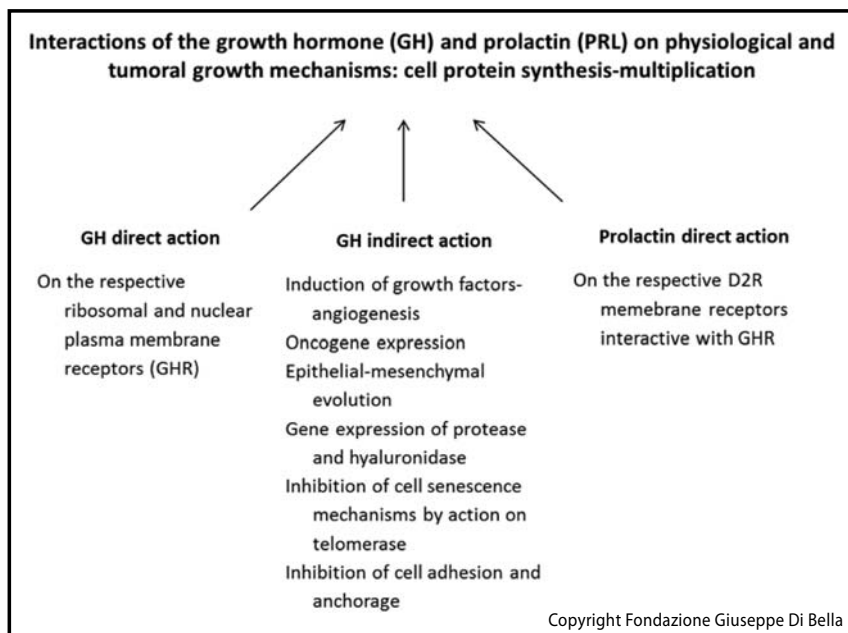 Interactions of the growth hormone (GH) and prolactin (PRL) on physiological and
tumoral growth mechanisms: cell protein synthesis-multiplication
GH direct action
On the respective
ribosomal and nuclear
plasma membrane
receptors (GHR)
GH indirect action
Induction of growth factors-
angiogenesis
Oncogene expression
Epithelial-mesenchymal
evolution
Gene expression of protease
and hyaluronidase
Inhibition of cell senescence
mechanisms by action on
telomerase
Inhibition of cell adhesion and
anchorage
Prolactin direct action
On the respective D2R
memebrane receptors
interactive with GHR
Copyright Fondazione Giuseppe Di Bella